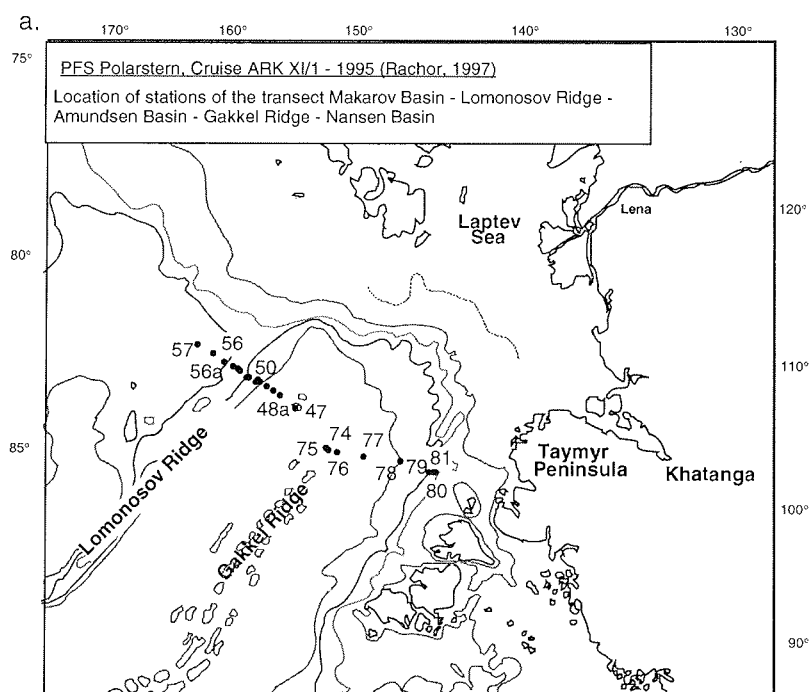 a.
170° 160° 150° 140° 130°
75°
PFS Polarstern, Cruise ARK XI/1 - 1995 (Rachor, 1997)
Location of stations of the transect Makarov Basin - Lomonosov Ridge -
Amundsen Basin - Gakkel Ridge - Nansen Basin
Laptev
Sea
Lena
120°
80°
57 56
56a 50
48a 47
110°
85°
74
75 77
76 78 79 81
80
Taymyr
Peninsula
Khatanga
Lomonosov Ridge
Gakkel Ridge
100°
90°